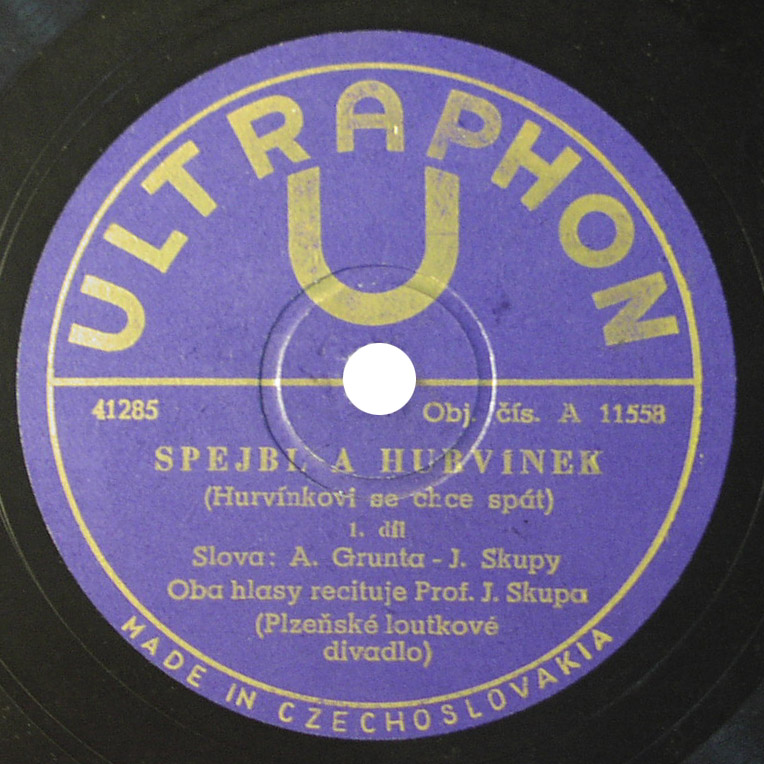 ULTRAPHON
U
41285 Obj. čís. A 11558
SPEJBL A HURVÍNEK
(Hurvínkovi se chce spát)
1. díl
Slova: A. Grunta - J. Skupy
Oba hlasy recituje Prof. J. Skupa
(Plzeňské loutkové
divadlo)
MADE IN CZECHOSLOVAKIA